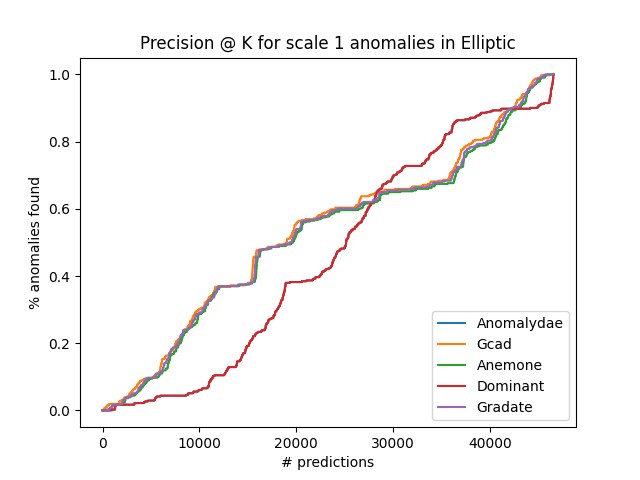 Precision @ K for scale 1 anomalies in Elliptic
1.0
0.8
0.6
0.4
0.2
0.0
% anomalies found
0 10000 20000 30000 40000
# predictions
Anomalydae
Gcad
Anemone
Dominant
Gradate